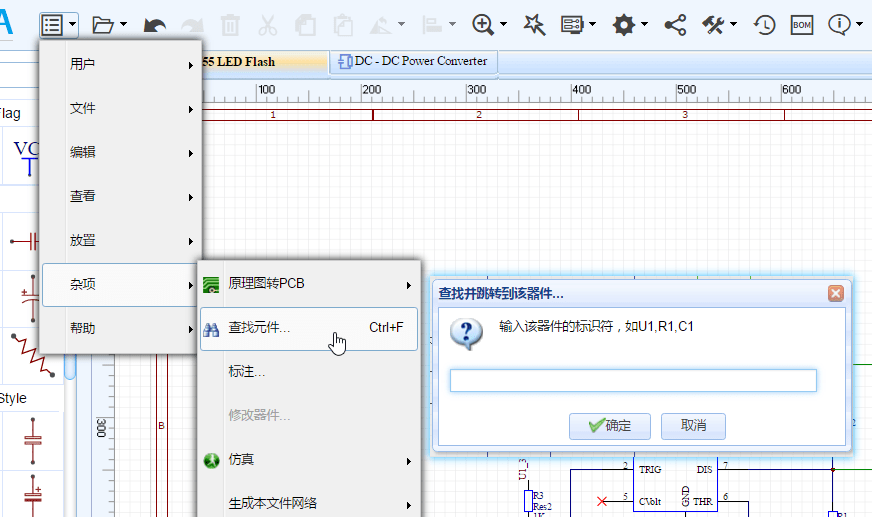 BOM
55 LED Flash
DC - DC Power Converter
100 200 300 400 500 600
1 2 3
用户
文件
编辑
查看
放置
杂项
帮助
lag
VC
Style
原理图转PCB
查找元件... Ctrl+F
标注...
修改器件...
仿真
生成本文件网络
查找并跳转到该器件...
输入该器件的标识符，如U1,R1,C1
确定 取消
300
B
U1_3
R3
Res2
1K
2 TRIG DIS 7
5 CVolt GND THR 6
R1
2